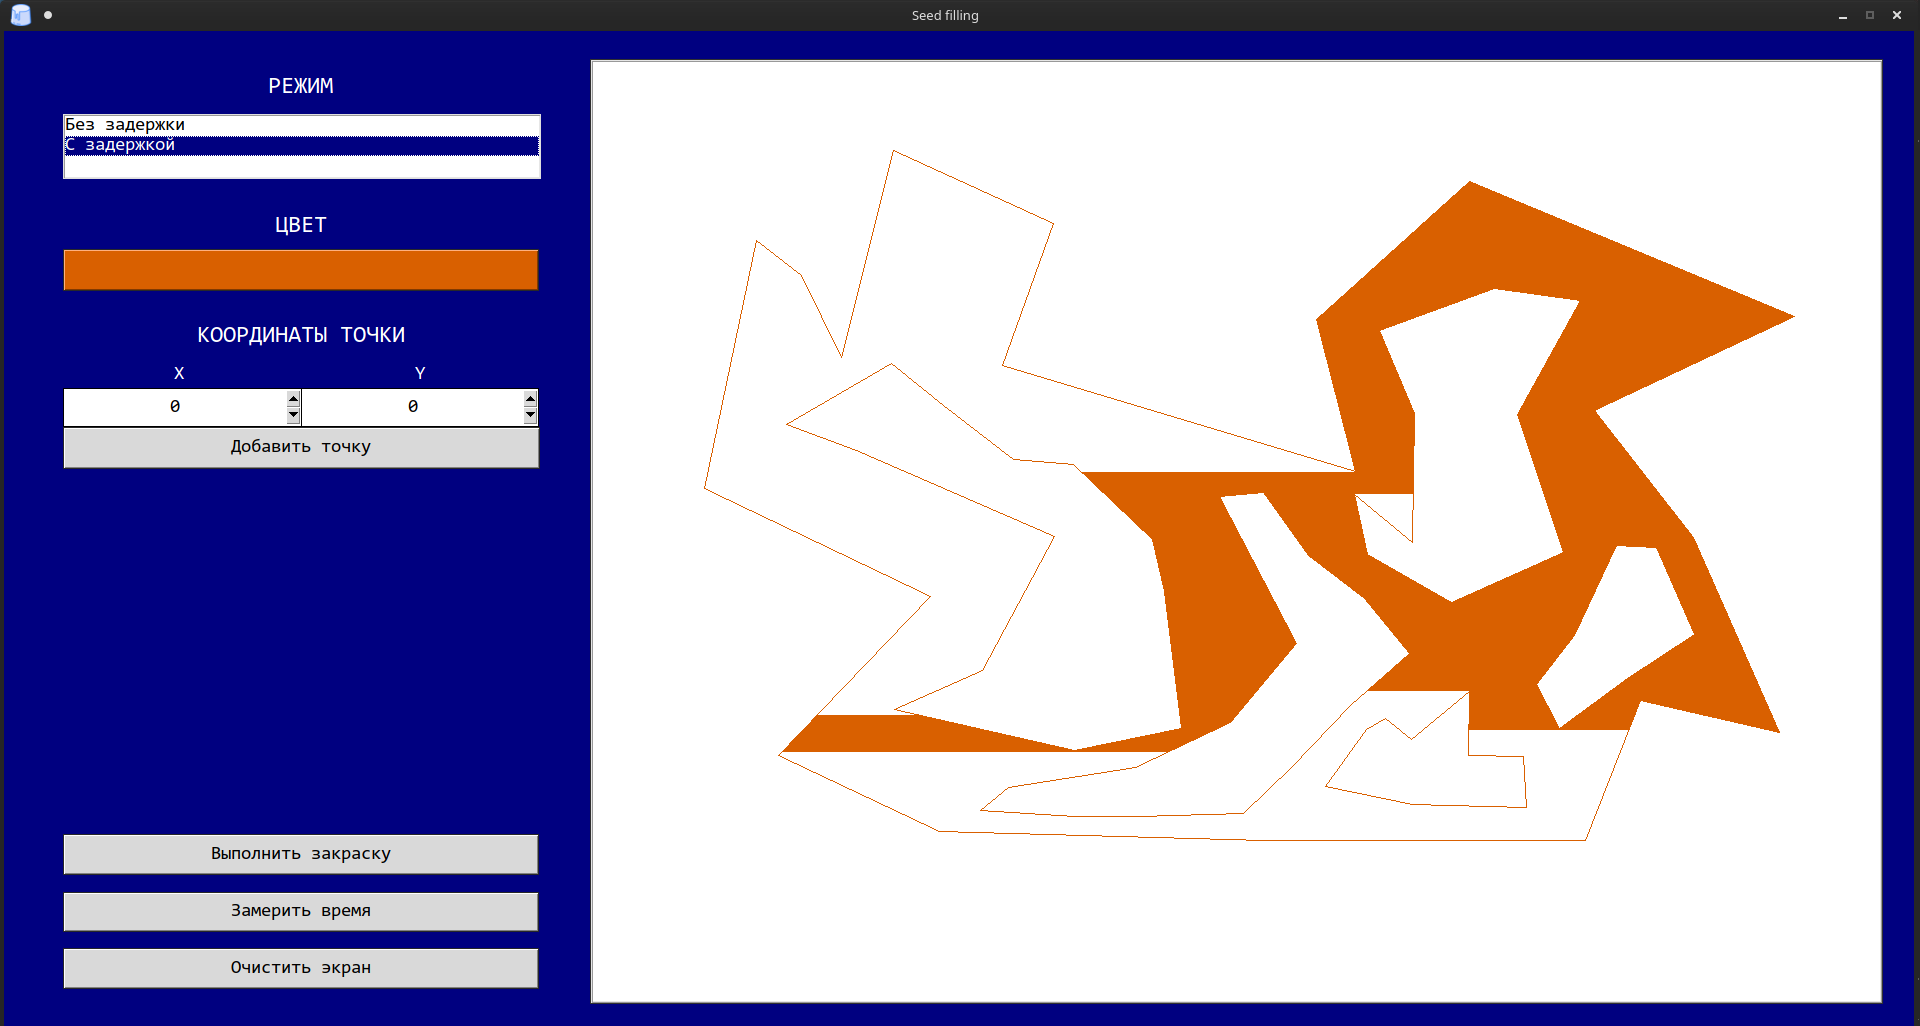 Seed filling
РЕЖИМ
Без задержки
С задержкой
ЦВЕТ
КООРДИНАТЫ ТОЧКИ
X Y
0 0
Добавить точку
Выполнить закраску
Замерить время
Очистить экран